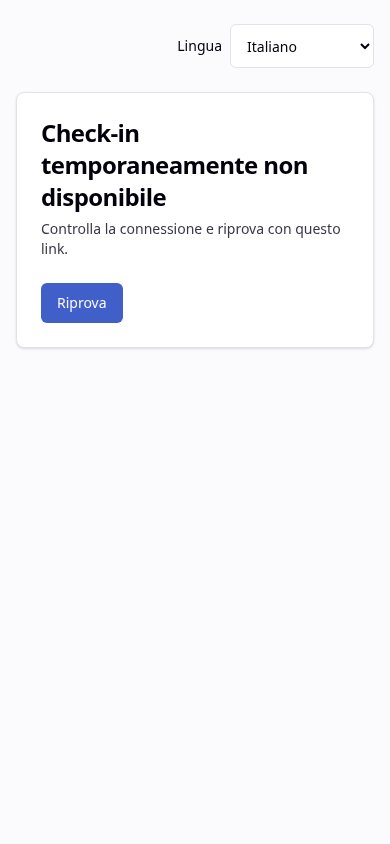 Lingua Italiano
Check-in
temporaneamente non
disponibile
Controlla la connessione e riprova con questo
link.
Riprova